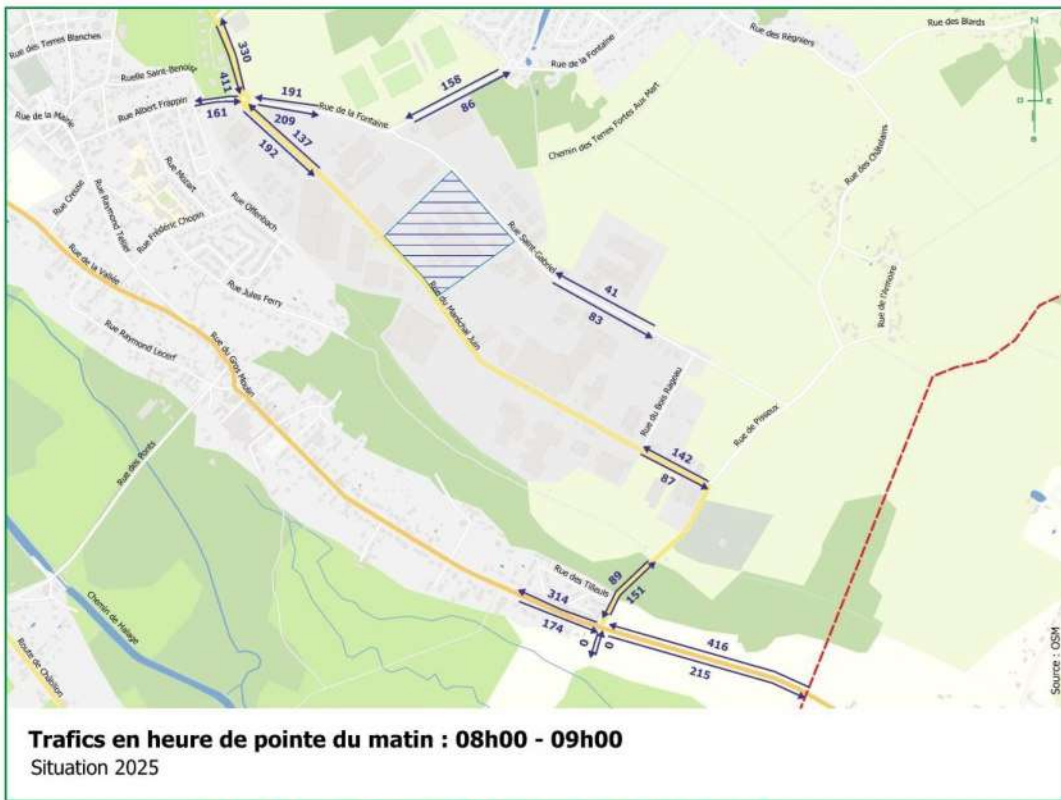 Rue des Terres Blanches
Ruelle Saint-Benoist
Rue Albert Frappin
Rue de la Mairie
330
411
161
191
209
137
192
Rue de la Fontaine
158
86
Rue de la Fontaine
Rue des Régniers
Rue des Blards
N
O
E
S
Chemin des Terres Fortes Aux Mort
Rue des Châtelains
Rue de l'Armoire
Rue Creuse
Rue Raymond Tellier
Rue Mozart
Rue Frédéric Chopin
Rue Offenbach
Rue de la Vallée
Rue Jules Ferry
Rue Raymond Lecerf
Rue du Gros Moulin
Rue des Ponts
Rue Saint-Gabriel
41
83
Rue du Maréchal Juin
Rue du Bois Rageau
Rue de Piseux
142
87
Rue des Tilleuls
89
151
314
174
0
0
416
215
Chemin de Halage
Route de Châtillon
Source : OSM
Trafics en heure de pointe du matin : 08h00 - 09h00
Situation 2025